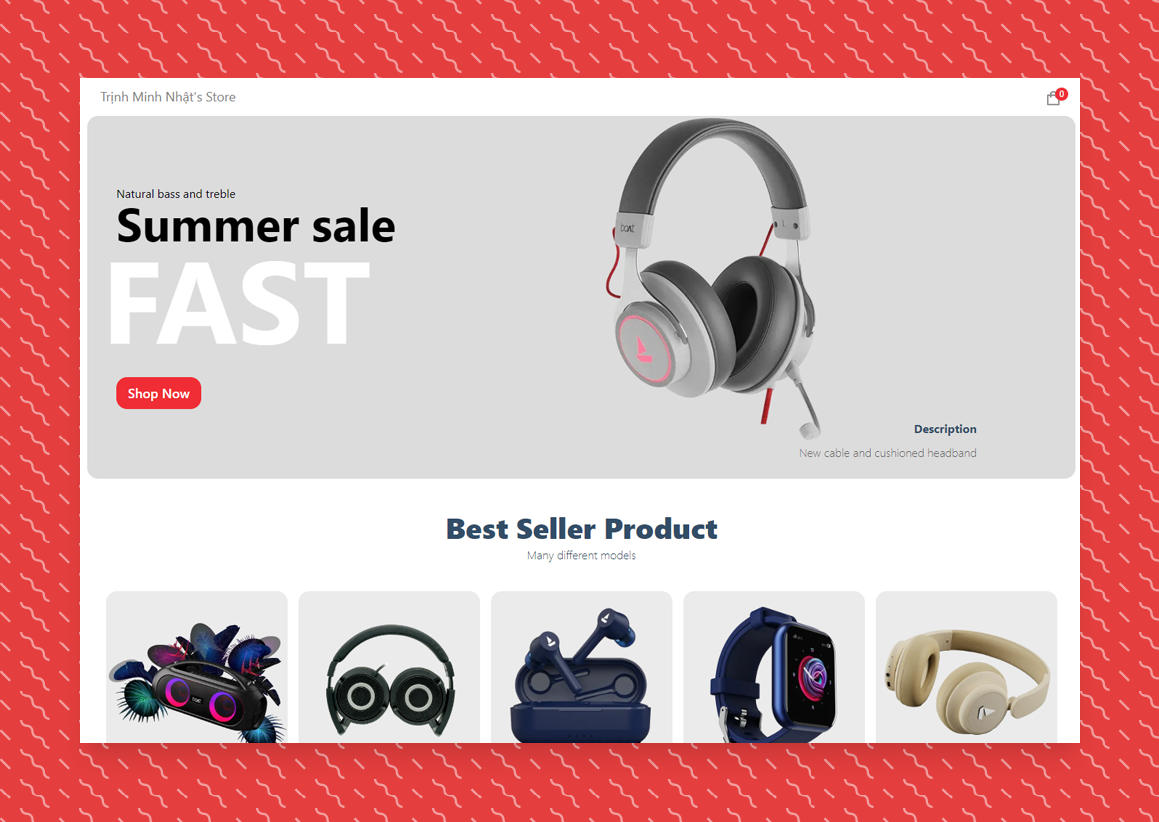 Trịnh Minh Nhật's Store
0
Natural bass and treble
Summer sale
FAST
Shop Now
Description
New cable and cushioned headband
Best Seller Product
Many different models